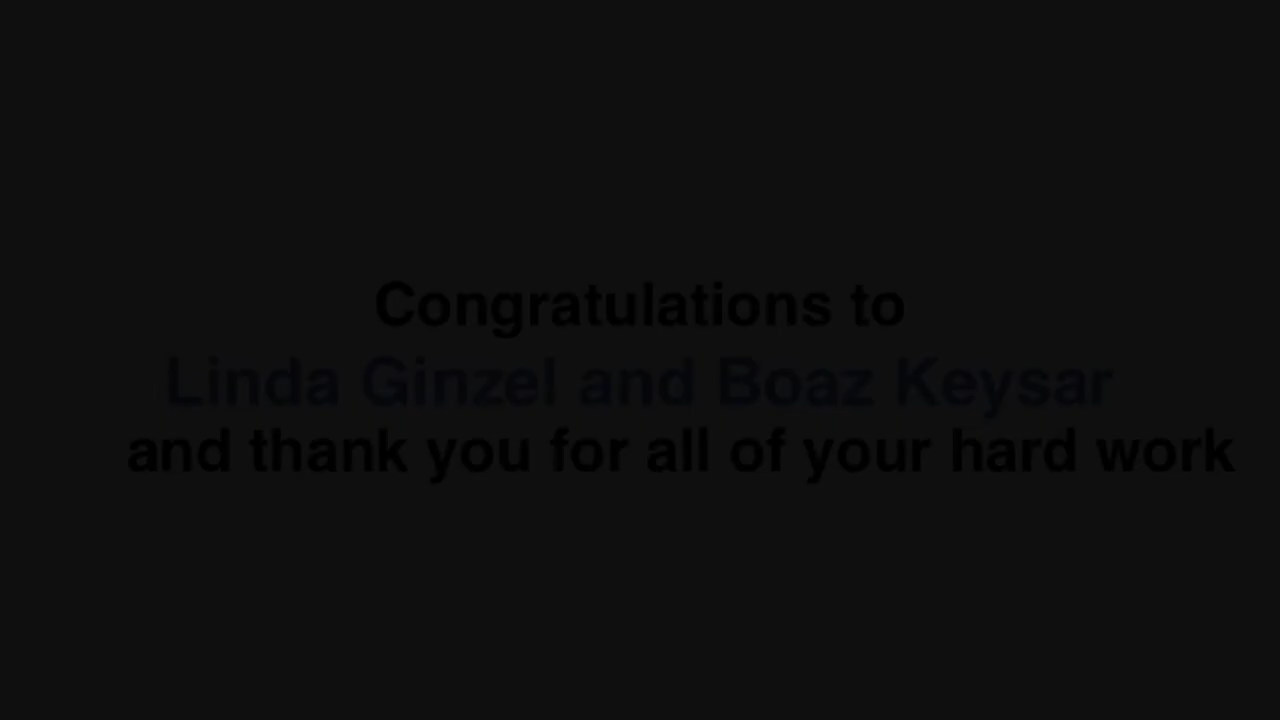 Congratulations to
Linda Ginzel and Boaz Keysar
and thank you for all of your hard work